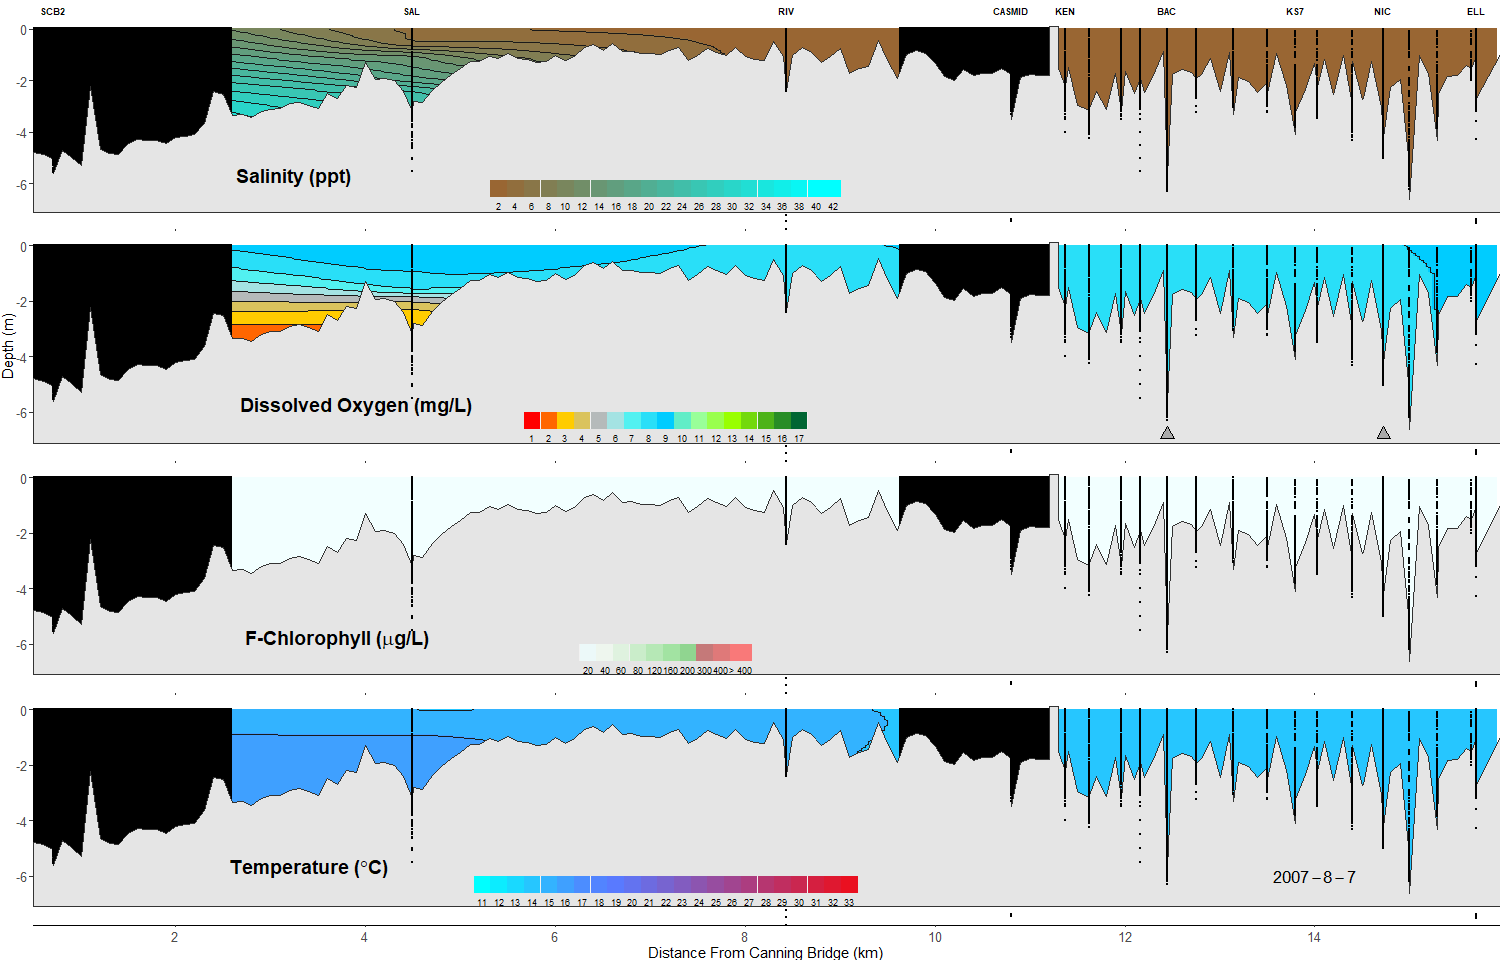 SCB2 SAL RIV CASMID KEN BAC KS7 NIC ELL
0
-2
-4
-6
Salinity (ppt)
2 4 6 8 10 12 14 16 18 20 22 24 26 28 30 32 34 36 38 40 42
0
-2
-4
-6
Depth (m)
Dissolved Oxygen (mg/L)
1 2 3 4 5 6 7 8 9 10 11 12 13 14 15 16 17
0
-2
-4
-6
F-Chlorophyll (μg/L)
20 40 60 80 120 160 200 300 400 > 400
0
-2
-4
-6
Temperature (°C)
2007-8-7
11 12 13 14 15 16 17 18 19 20 21 22 23 24 25 26 27 28 29 30 31 32 33
2 4 6 8 10 12 14
Distance From Canning Bridge (km)